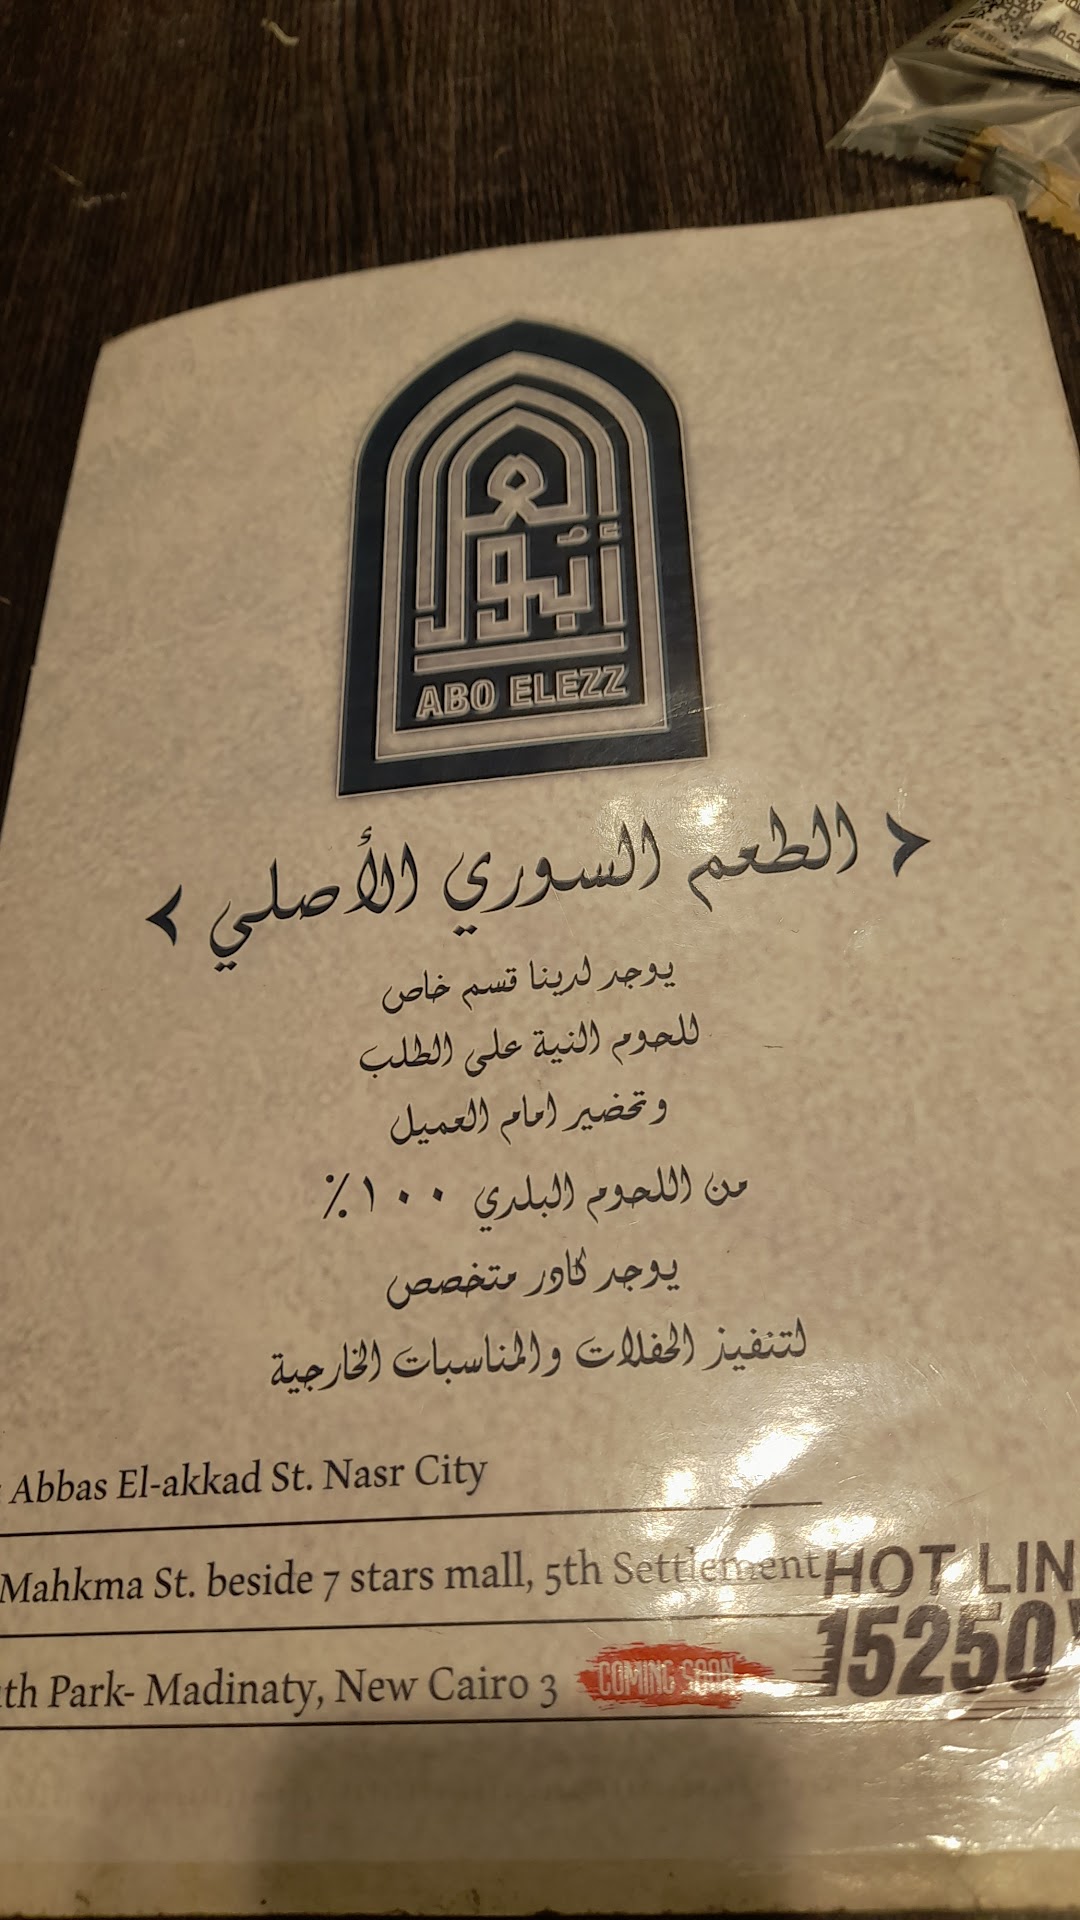 أبو العز
ABO ELEZZ
الطعم السوري الأصلي
يوجد لدينا قسم خاص
للحوم النية على الطلب
وتحضير امام العميل
من اللحوم البلدي ١٠٠٪
يوجد كادر متخصص
لتنفيذ الحفلات والمناسبات الخارجية
: Abbas El-akkad St. Nasr City
Mahkma St. beside 7 stars mall, 5th Settlement
th Park- Madinaty, New Cairo 3 COMING SOON
HOT LIN
15250